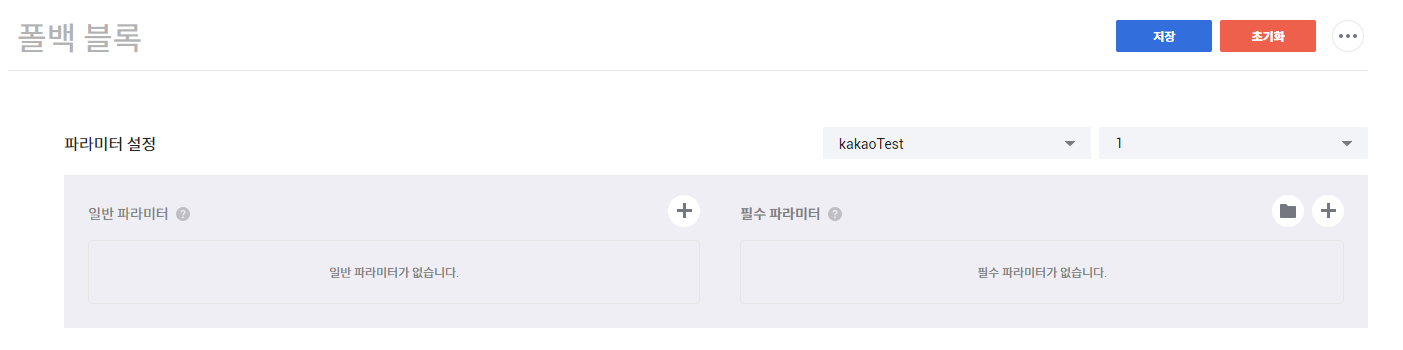 폴백 블록
저장
초기화
파라미터 설정
kakaoTest
1
일반 파라미터 ?
필수 파라미터 ?
일반 파라미터가 없습니다.
필수 파라미터가 없습니다.